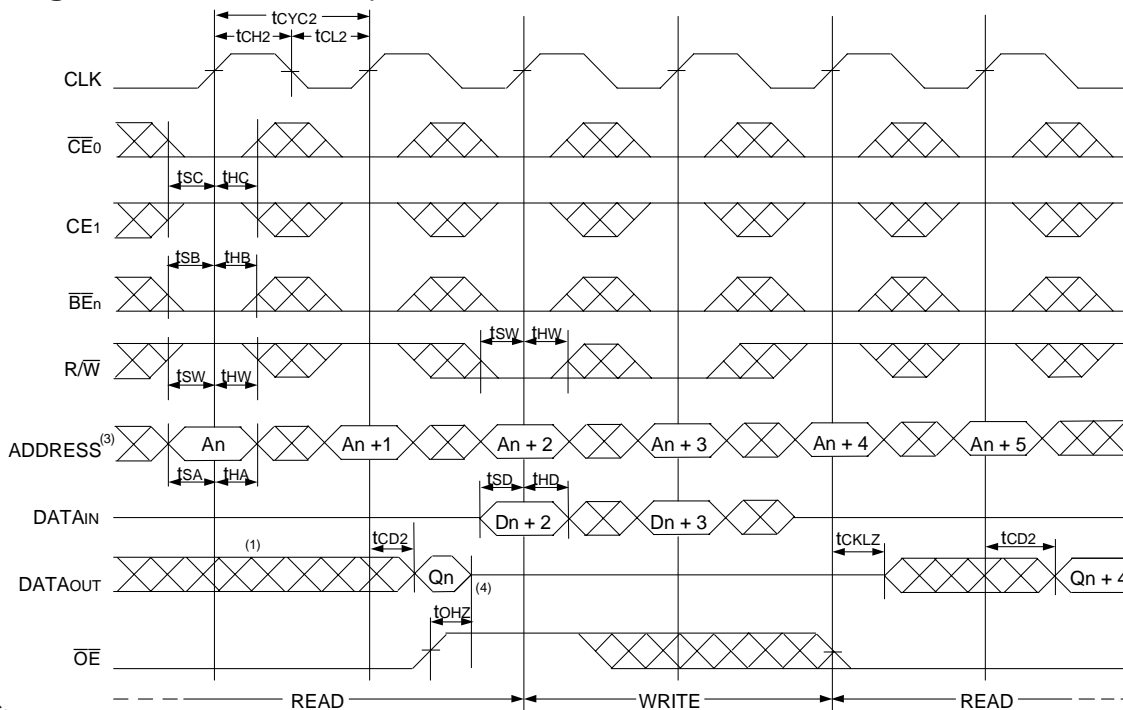 tCYC2
tCH2 tCL2
CLK
CE0
tSC tHC
CE1
tSB tHB
BEn
tSW tHW
R/W
tSW tHW
ADDRESS(3) An An +1 An + 2 An + 3 An + 4 An + 5
tSA tHA
tSD tHD
DATAIN Dn + 2 Dn + 3
(1) tCD2 tCKLZ tCD2
DATAOUT Qn (4) Qn + 4
tOHZ
OE
READ WRITE READ